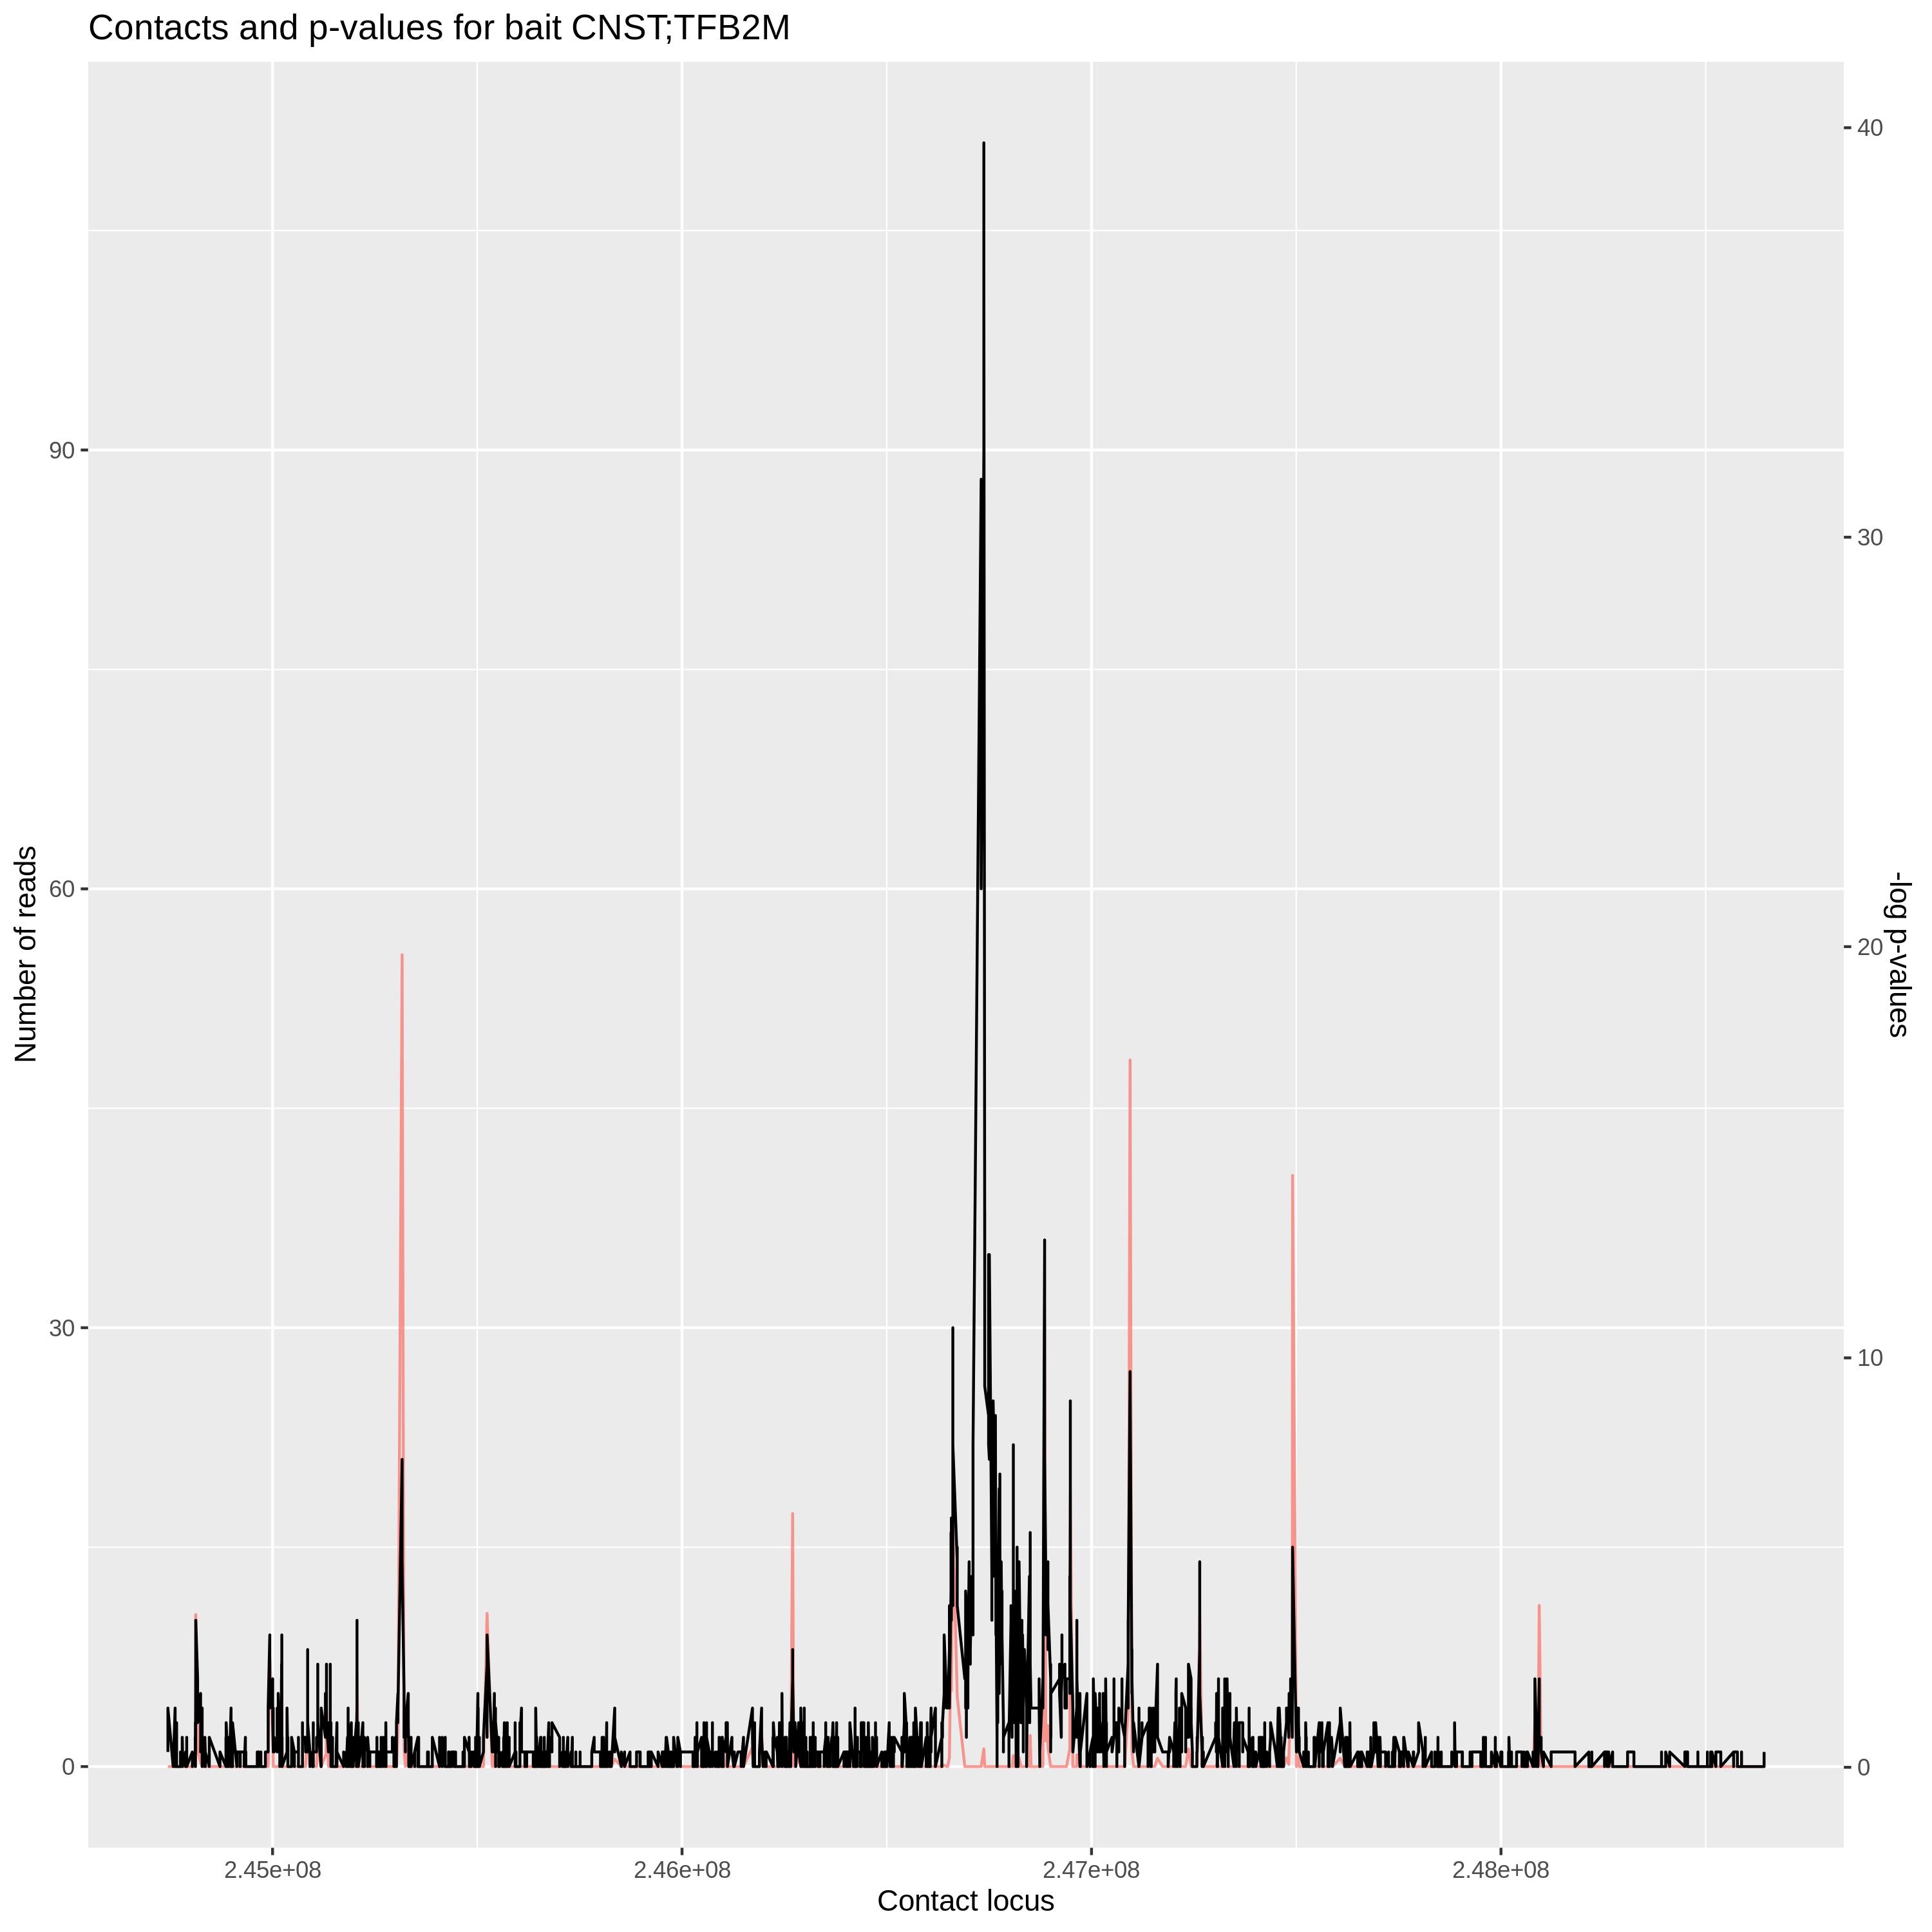 Contacts and p-values for bait CNST;TFB2M
40
90
30
60
20
30
10
0
0
Number of reads
-log p-values
2.45e+08
2.46e+08
2.47e+08
2.48e+08
Contact locus